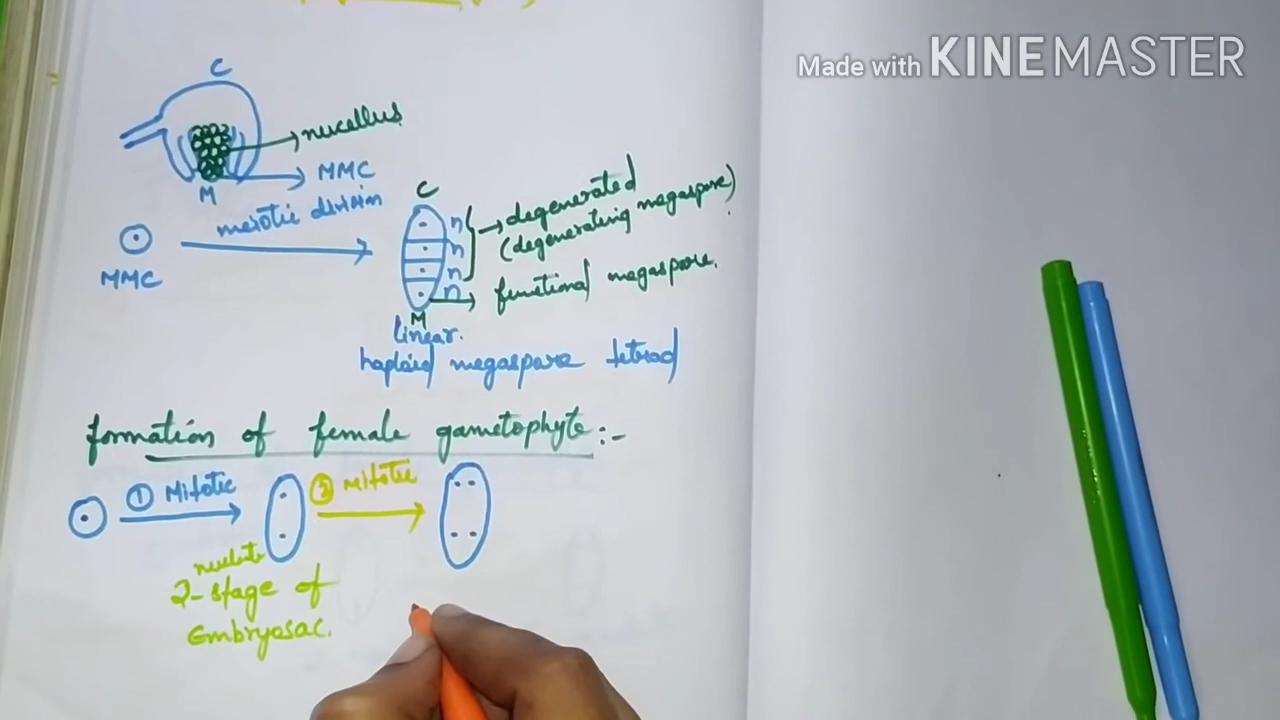 Made with KINEMASTER
C
nucellus
MMC
M
meiotic division
MMC
C
n
n
n
n
degenerated
(degenerating megaspore)
functional megaspore.
M
linear.
haploid megaspore tetrad
formation of female gametophyte:-
① Mitotic
② Mitotic
nucleate
2-stage of
Embryosac.